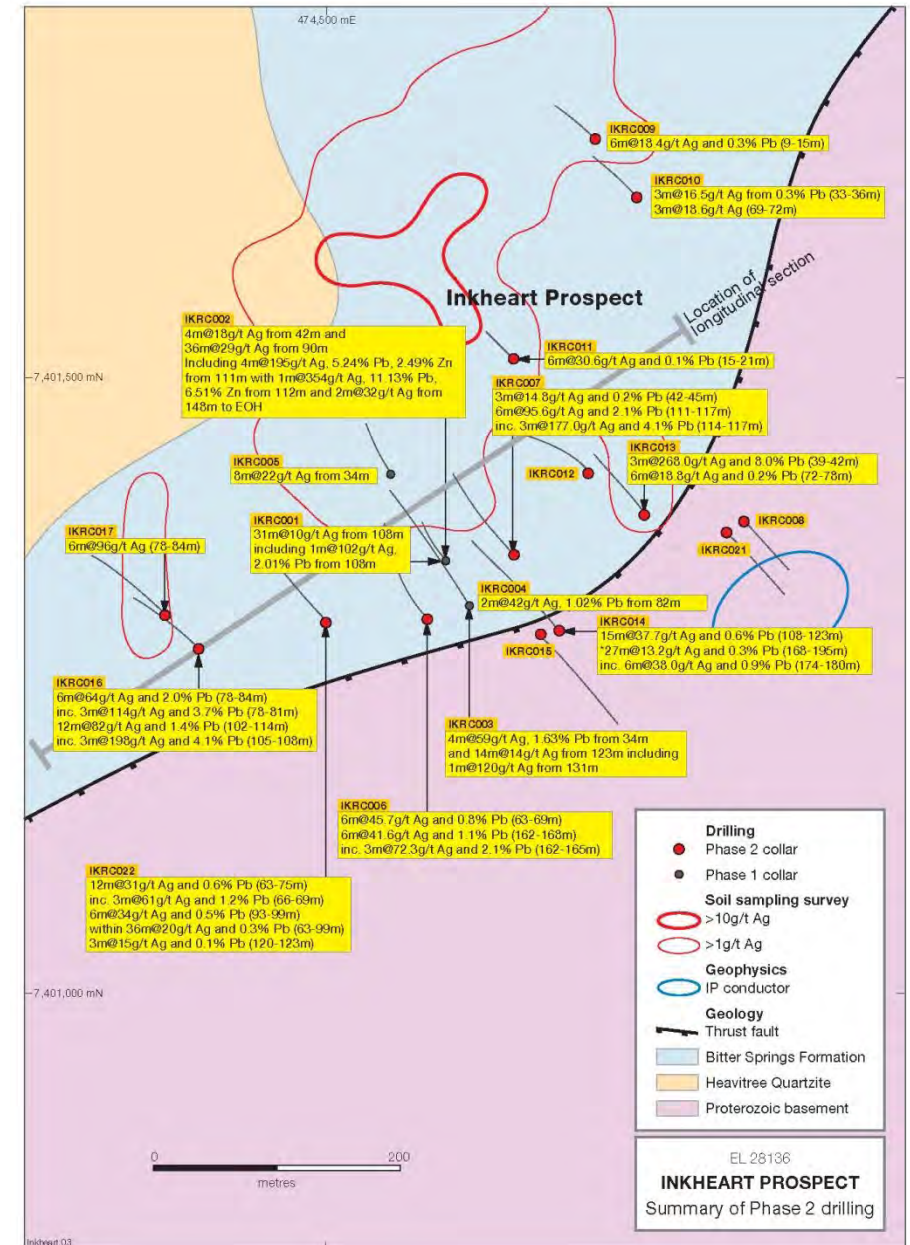 474,500 mE
IKRC009
6m@18.4g/t Ag and 0.3% Pb (9-15m)
IKRC010
3m@16.5g/t Ag from 0.3% Pb (33-36m)
3m@18.6g/t Ag (69-72m)
Location of
longitudinal section
Inkheart Prospect
IKRC002
4m@18g/t Ag from 42m and
36m@29g/t Ag from 90m
Including 4m@195g/t Ag, 5.24% Pb, 2.49% Zn
from 111m with 1m@354g/t Ag, 11.13% Pb,
6.51% Zn from 112m and 2m@32g/t Ag from
148m to EOH
IKRC011
6m@30.6g/t Ag and 0.1% Pb (15-21m)
7,401,500 mN
IKRC007
3m@14.8g/t Ag and 0.2% Pb (42-45m)
6m@95.6g/t Ag and 2.1% Pb (111-117m)
inc. 3m@177.0g/t Ag and 4.1% Pb (114-117m)
IKRC005
8m@22g/t Ag from 34m
IKRC012
IKRC013
3m@268.0g/t Ag and 8.0% Pb (39-42m)
6m@18.8g/t Ag and 0.2% Pb (72-78m)
IKRC001
31m@10g/t Ag from 108m
including 1m@102g/t Ag,
2.01% Pb from 108m
IKRC017
6m@96g/t Ag (78-84m)
IKRC008
IKRC021
IKRC004
2m@42g/t Ag, 1.02% Pb from 82m
IKRC014
15m@37.7g/t Ag and 0.6% Pb (108-123m)
*27m@13.2g/t Ag and 0.3% Pb (168-195m)
inc. 6m@38.0g/t Ag and 0.9% Pb (174-180m)
IKRC015
IKRC016
6m@64g/t Ag and 2.0% Pb (78-84m)
inc. 3m@114g/t Ag and 3.7% Pb (78-81m)
12m@82g/t Ag and 1.4% Pb (102-114m)
inc. 3m@198g/t Ag and 4.1% Pb (105-108m)
IKRC003
4m@59g/t Ag, 1.63% Pb from 34m
and 14m@14g/t Ag from 123m including
1m@120g/t Ag from 131m
IKRC006
6m@45.7g/t Ag and 0.8% Pb (63-69m)
6m@41.6g/t Ag and 1.1% Pb (162-168m)
inc. 3m@72.3g/t Ag and 2.1% Pb (162-165m)
IKRC022
12m@31g/t Ag and 0.6% Pb (63-75m)
inc. 3m@61g/t Ag and 1.2% Pb (66-69m)
6m@34g/t Ag and 0.5% Pb (93-99m)
within 36m@20g/t Ag and 0.3% Pb (63-99m)
3m@15g/t Ag and 0.1% Pb (120-123m)
7,401,000 mN
Drilling
Phase 2 collar
Phase 1 collar
Soil sampling survey
>10g/t Ag
>1g/t Ag
Geophysics
IP conductor
Geology
Thrust fault
Bitter Springs Formation
Heavitree Quartzite
Proterozoic basement
0 200
metres
EL 28136
INKHEART PROSPECT
Summary of Phase 2 drilling
Inkheart 03